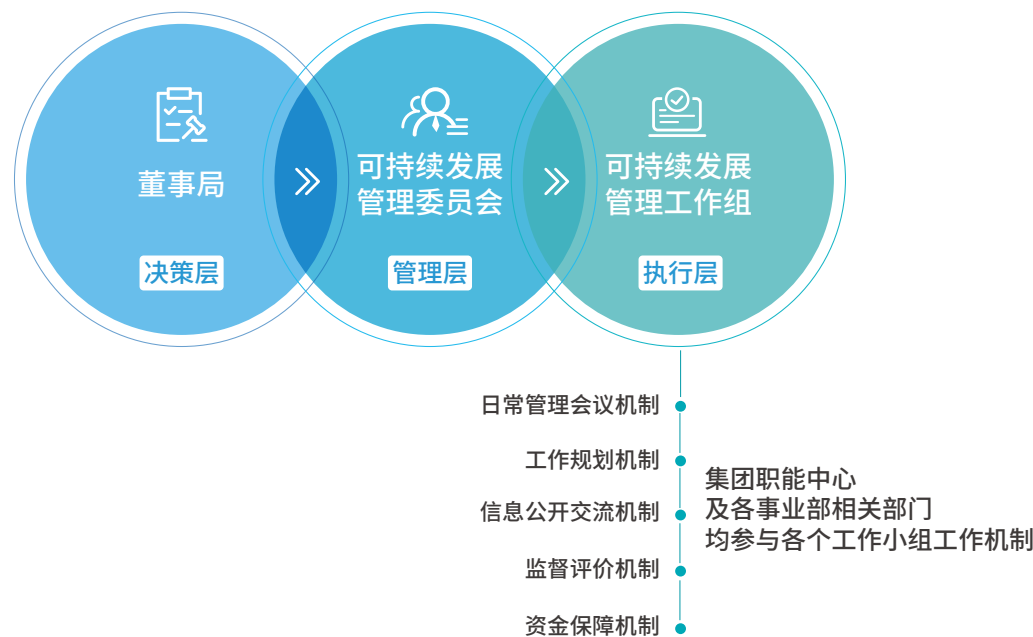 董事局
决策层
可持续发展
管理委员会
管理层
可持续发展
管理工作组
执行层
日常管理会议机制
工作规划机制
信息公开交流机制
监督评价机制
资金保障机制
集团职能中心
及各事业部相关部门
均参与各个工作小组工作机制